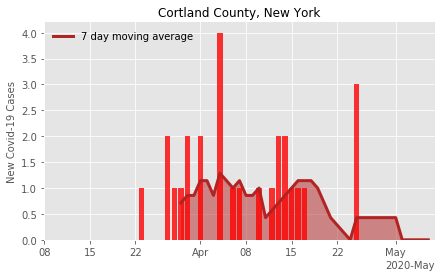 Cortland County, New York
7 day moving average
New Covid-19 Cases
4.0
3.5
3.0
2.5
2.0
1.5
1.0
0.5
0.0
08 15 22 Apr 08 15 22 May
2020-May